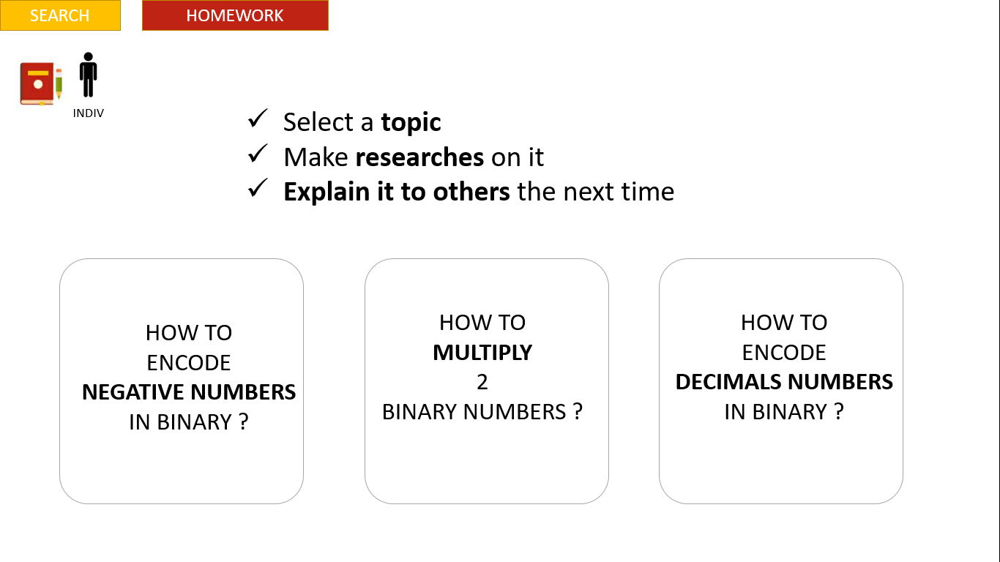 SEARCH
HOMEWORK
INDIV
✓ Select a topic
✓ Make researches on it
✓ Explain it to others the next time
HOW TO
ENCODE
NEGATIVE NUMBERS
IN BINARY ?
HOW TO
MULTIPLY
2
BINARY NUMBERS ?
HOW TO
ENCODE
DECIMALS NUMBERS
IN BINARY ?